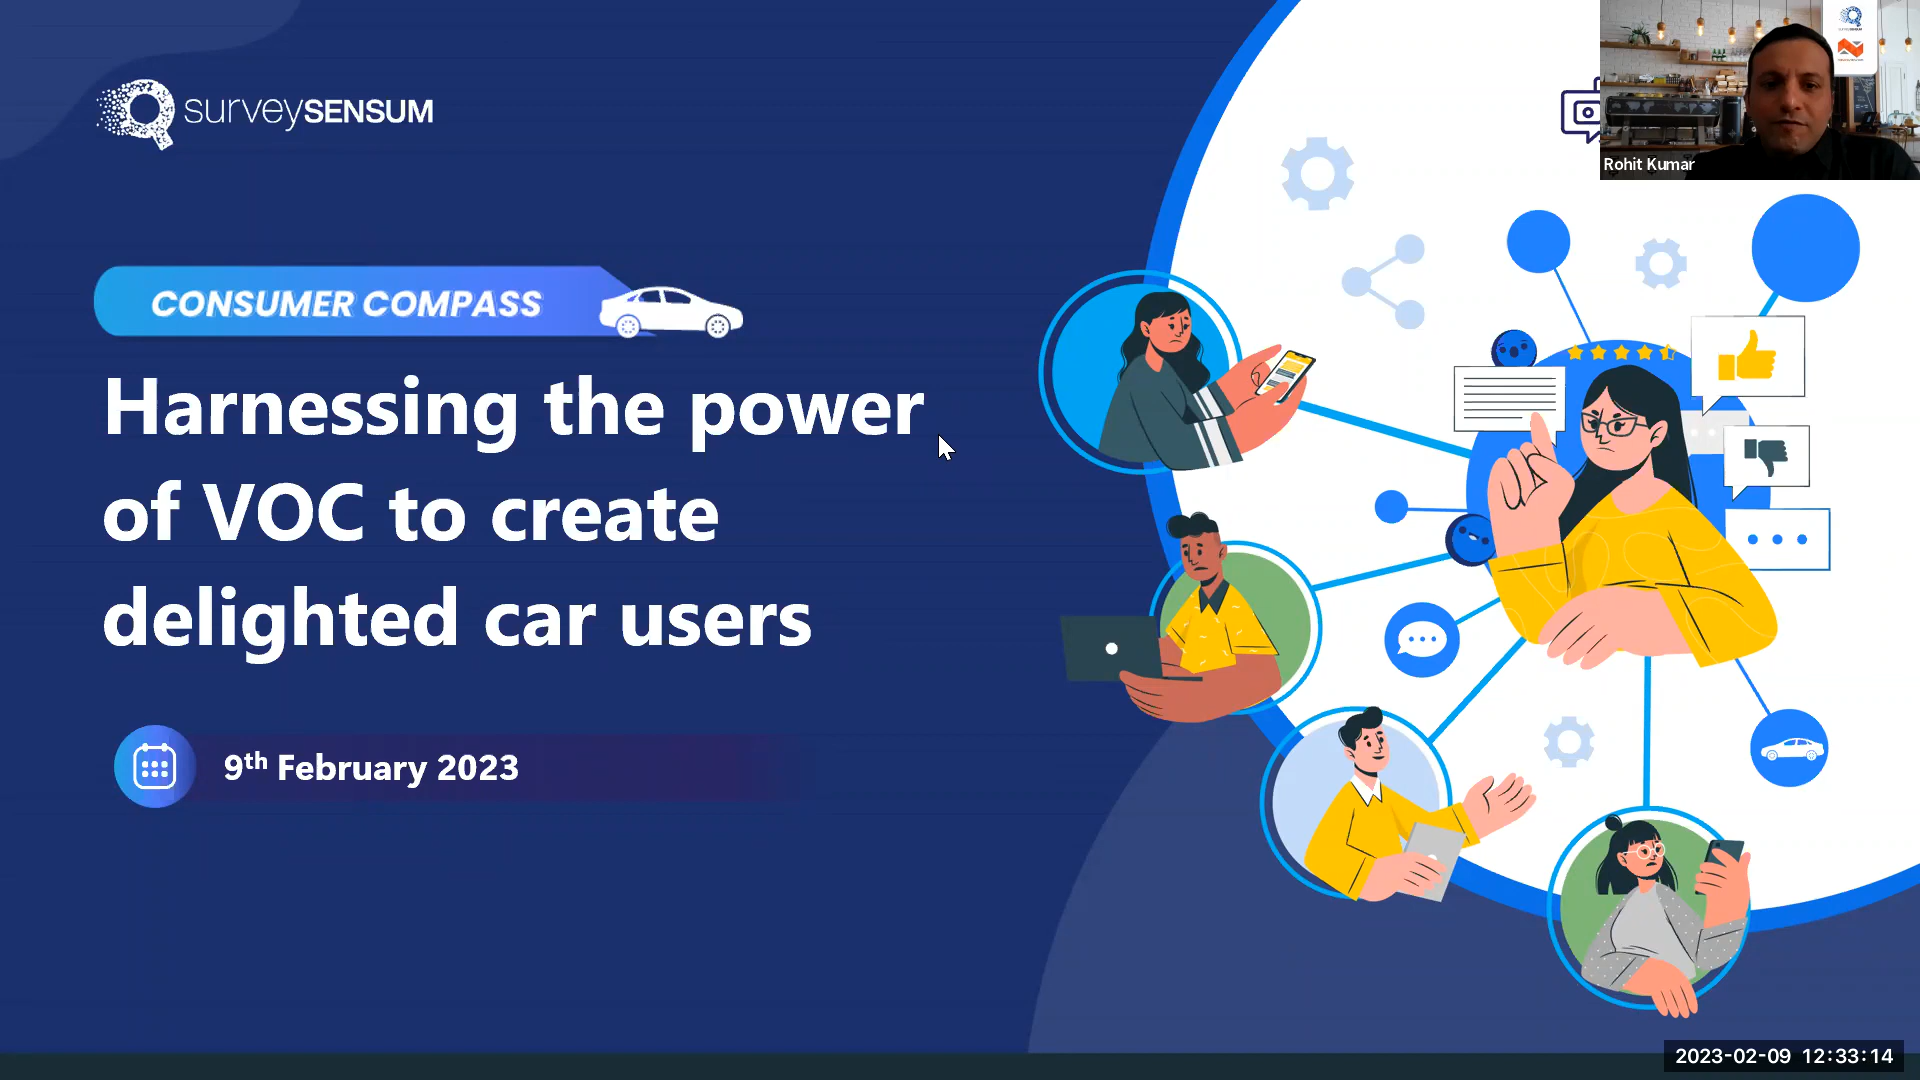 surveySENSUM
Rohit Kumar
CONSUMER COMPASS
Harnessing the power
of VOC to create
delighted car users
9th February 2023
2023-02-09 12:33:14